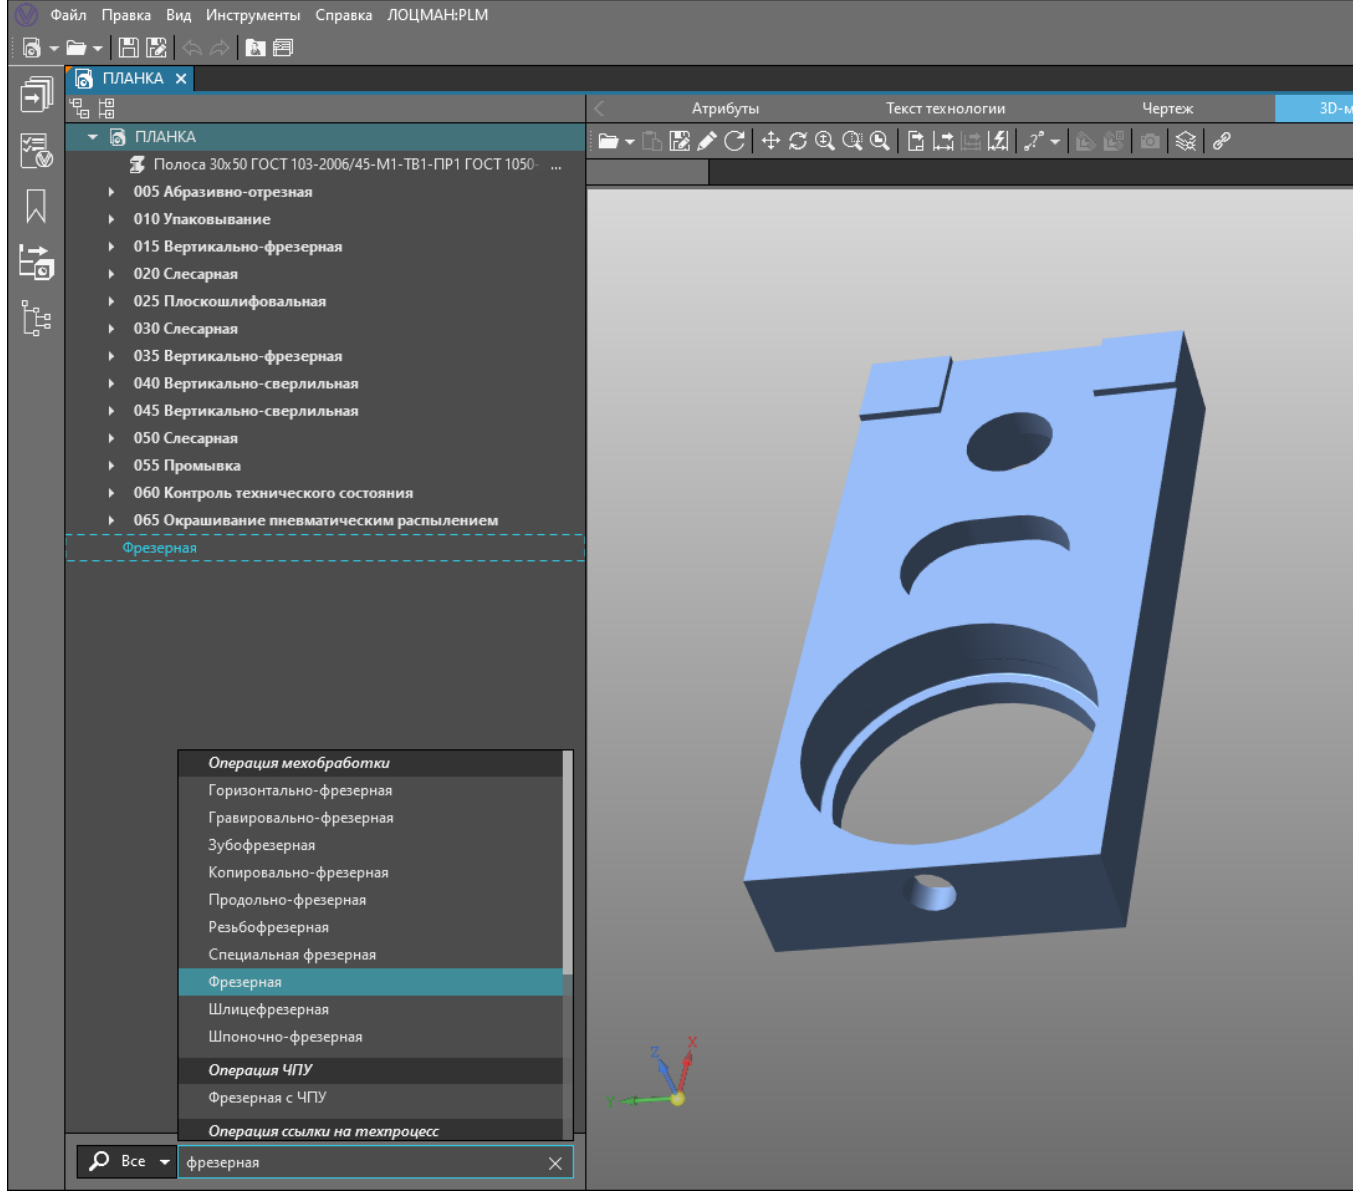 Файл Правка Вид Инструменты Справка ЛОЦМАН:PLM
ПЛАНКА
Атрибуты Текст технологии Чертеж 3D-м
ПЛАНКА
Полоса 30x50 ГОСТ 103-2006/45-М1-ТВ1-ПР1 ГОСТ 1050- ...
005 Абразивно-отрезная
010 Упаковывание
015 Вертикально-фрезерная
020 Слесарная
025 Плоскошлифовальная
030 Слесарная
035 Вертикально-фрезерная
040 Вертикально-сверлильная
045 Вертикально-сверлильная
050 Слесарная
055 Промывка
060 Контроль технического состояния
065 Окрашивание пневматическим распылением
Фрезерная
Операция мехобработки
Горизонтально-фрезерная
Гравировально-фрезерная
Зубофрезерная
Копировально-фрезерная
Продольно-фрезерная
Резьбофрезерная
Специальная фрезерная
Фрезерная
Шлицефрезерная
Шпоночно-фрезерная
Операция ЧПУ
Фрезерная с ЧПУ
Операция ссылки на техпроцесс
Все фрезерная
Z X
Y